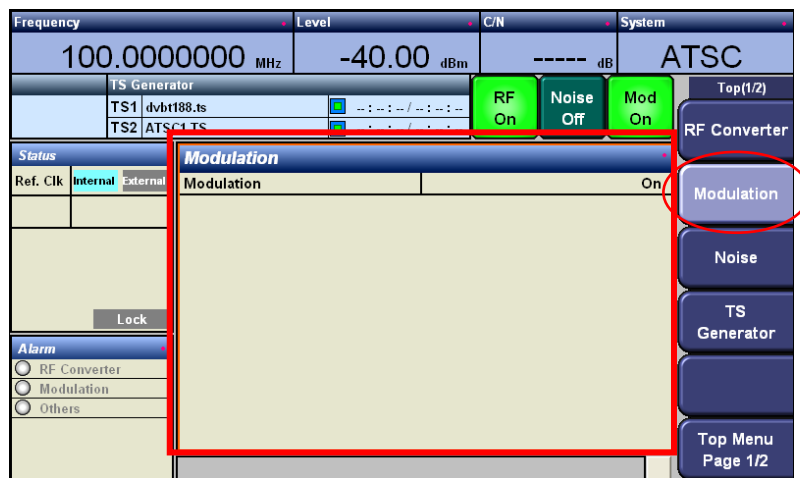 Frequency Level C/N System
100.0000000 MHz -40.00 dBm ----- dB ATSC
TS Generator
TS1 dvbt188.ts --:--:--/--:--:--
TS2 ATSC1.TS --:--:--/--:--:--
RF On
Noise Off
Mod On
Top(1/2)
RF Converter
Modulation
Noise
TS
Generator
Top Menu
Page 1/2
Status
Ref. Clk Internal External
Lock
Alarm
RF Converter
Modulation
Others
Modulation
Modulation On